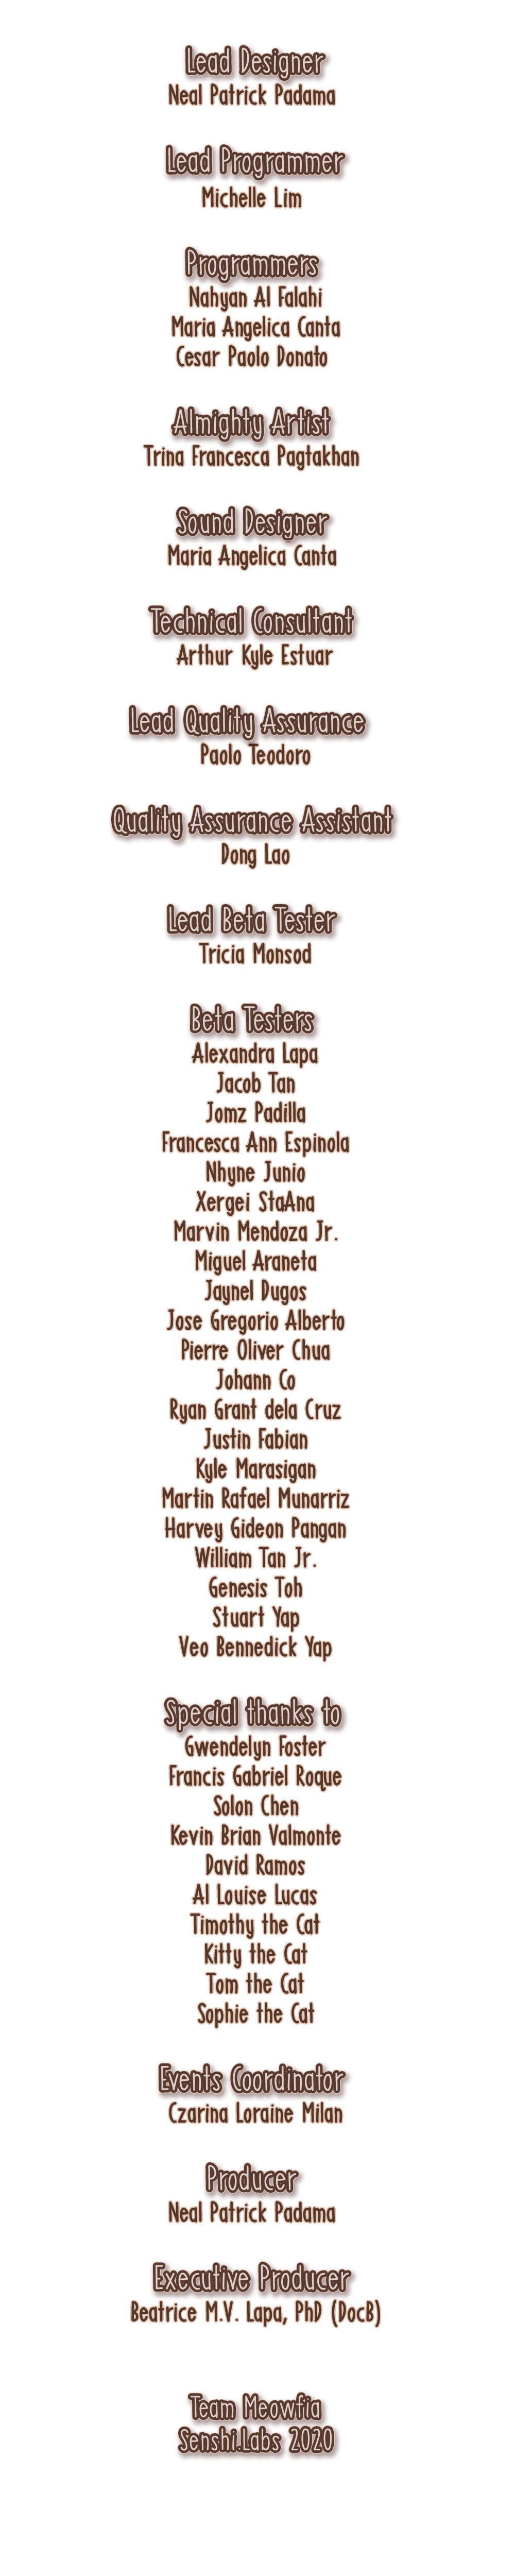 Lead Designer
Neal Patrick Padama
Lead Programmer
Michelle Lim
Programmers
Nahyan Al Falahi
Maria Angelica Canta
Cesar Paolo Donato
Almighty Artist
Trina Francesca Pagtakhan
Sound Designer
Maria Angelica Canta
Technical Consultant
Arthur Kyle Estuar
Lead Quality Assurance
Paolo Teodoro
Quality Assurance Assistant
Dong Lao
Lead Beta Tester
Tricia Monsod
Beta Testers
Alexandra Lapa
Jacob Tan
Jomz Padilla
Francesca Ann Espinola
Nhyne Junio
Xergei StaAna
Marvin Mendoza Jr.
Miguel Araneta
Jaynel Dugos
Jose Gregorio Alberto
Pierre Oliver Chua
Johann Co
Ryan Grant dela Cruz
Justin Fabian
Kyle Marasigan
Martin Rafael Munarriz
Harvey Gideon Pangan
William Tan Jr.
Genesis Toh
Stuart Yap
Veo Bennedick Yap
Special thanks to
Gwendelyn Foster
Francis Gabriel Roque
Solon Chen
Kevin Brian Valmonte
David Ramos
Al Louise Lucas
Timothy the Cat
Kitty the Cat
Tom the Cat
Sophie the Cat
Events Coordinator
Czarina Loraine Milan
Producer
Neal Patrick Padama
Executive Producer
Beatrice M.V. Lapa, PhD (DocB)
Team Meowfia
Senshi.Labs 2020